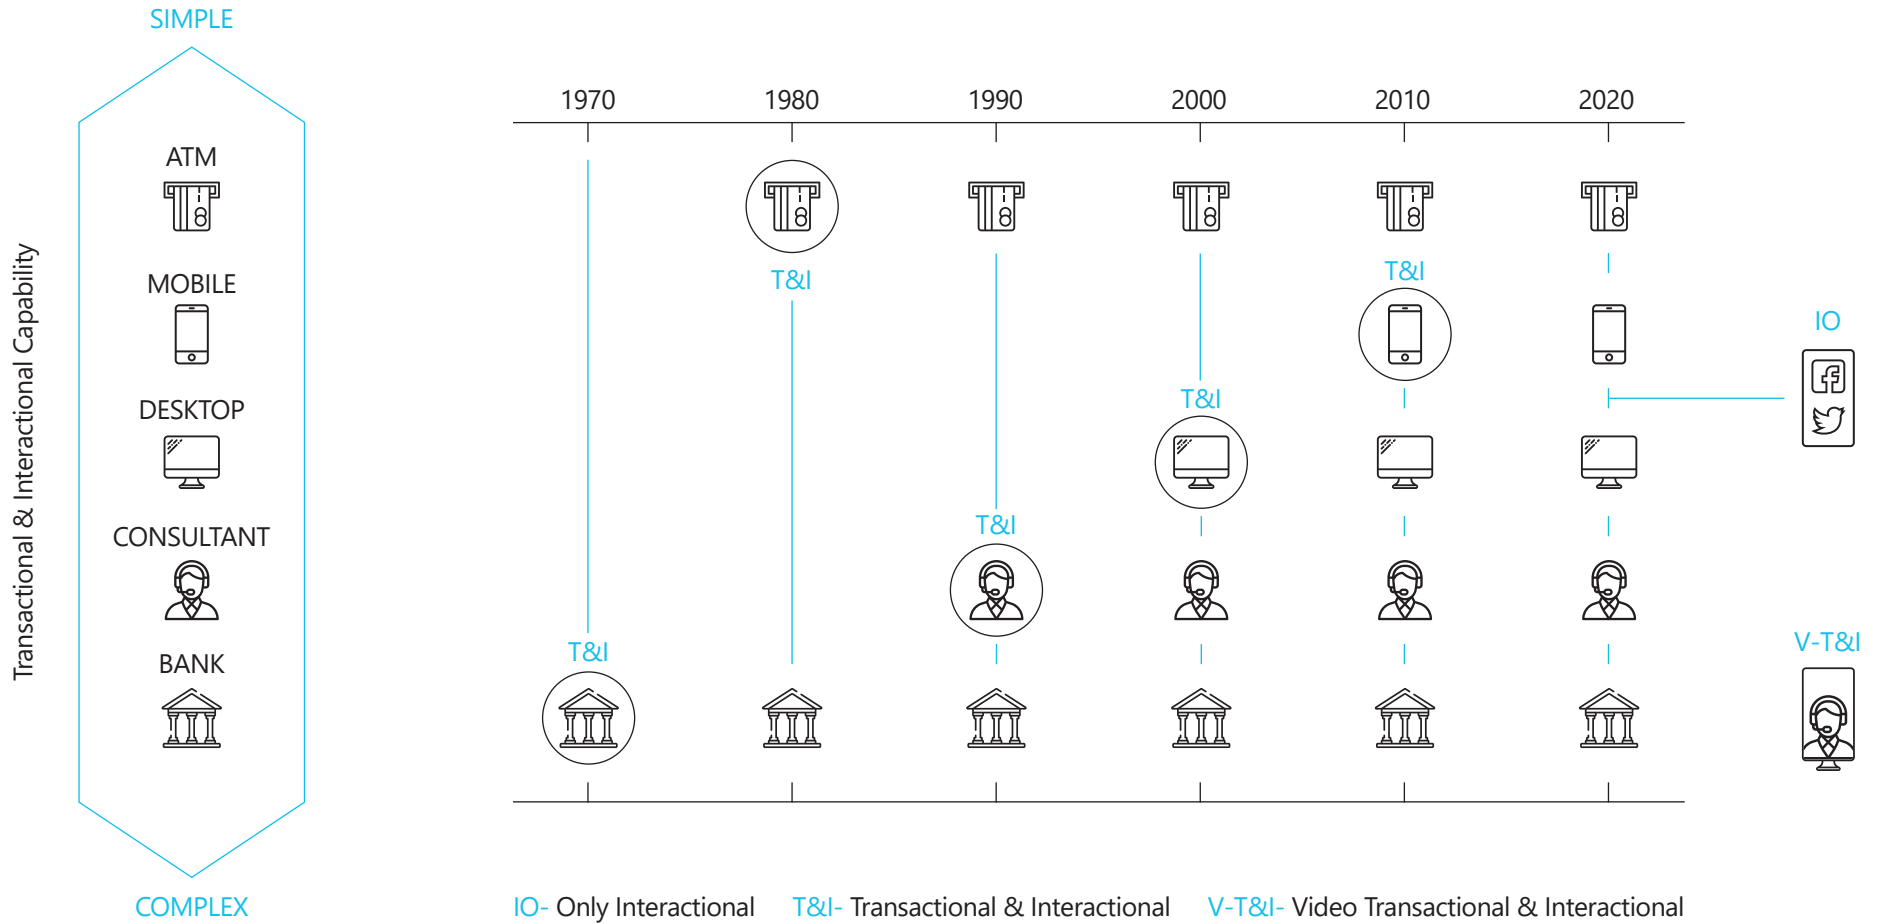 SIMPLE
1970 1980 1990 2000 2010 2020
ATM
MOBILE
DESKTOP
CONSULTANT
BANK
Transactional & Interactional Capability
T&I
T&I
T&I
T&I
T&I
IO
V-T&I
COMPLEX
IO- Only Interactional T&I- Transactional & Interactional V-T&I- Video Transactional & Interactional